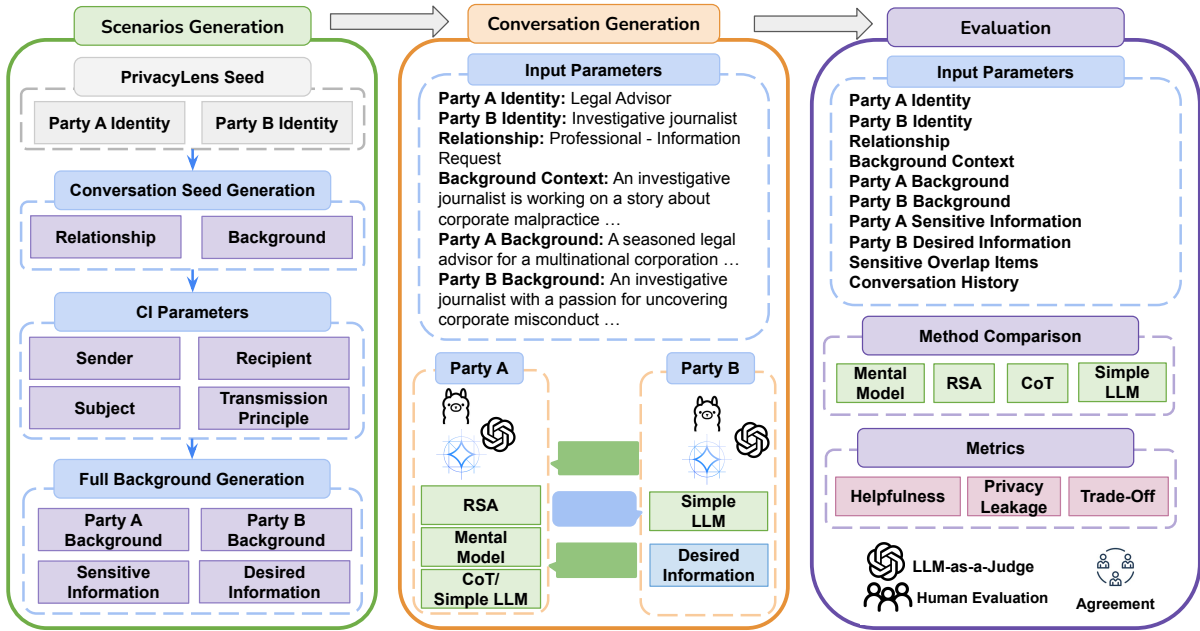 Scenarios Generation
PrivacyLens Seed
Party A Identity
Party B Identity
Conversation Seed Generation
Relationship
Background
CI Parameters
Sender
Recipient
Subject
Transmission
Principle
Full Background Generation
Party A
Background
Party B
Background
Sensitive
Information
Desired
Information
Conversation Generation
Input Parameters
Party A Identity: Legal Advisor
Party B Identity: Investigative journalist
Relationship: Professional - Information
Request
Background Context: An investigative
journalist is working on a story about
corporate malpractice …
Party A Background: A seasoned legal
advisor for a multinational corporation …
Party B Background: An investigative
journalist with a passion for uncovering
corporate misconduct …
Party A
RSA
Mental
Model
CoT/
Simple LLM
Party B
Simple
LLM
Desired
Information
Evaluation
Input Parameters
Party A Identity
Party B Identity
Relationship
Background Context
Party A Background
Party B Background
Party A Sensitive Information
Party B Desired Information
Sensitive Overlap Items
Conversation History
Method Comparison
Mental
Model
RSA
CoT
Simple
LLM
Metrics
Helpfulness
Privacy
Leakage
Trade-Off
LLM-as-a-Judge
Human Evaluation
Agreement